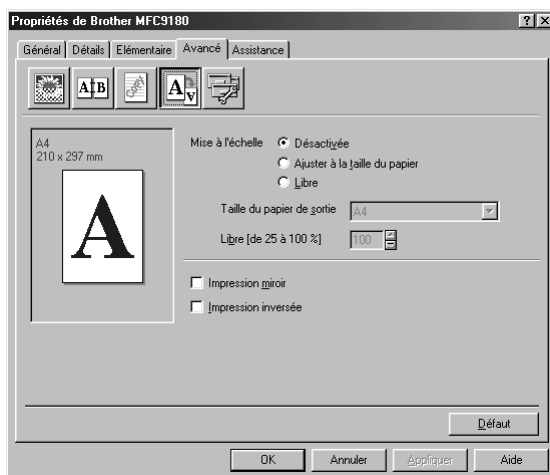 Propriétés de Brother MFC9180
Général Détails Elémentaire Avancé Assistance
A B
A A
A4
210 x 297 mm
A
Mise à l'échelle Désactivée
Ajuster à la taille du papier
Libre
Taille du papier de sortie A4
Libre [de 25 à 100 %] 100
Impression miroir
Impression inversée
Défaut
OK Annuler Appliquer Aide